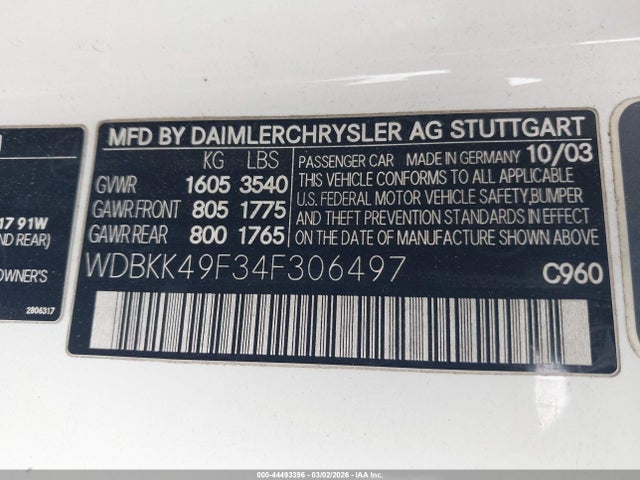 MFD BY DAIMLERCHRYSLER AG STUTTGART
KG LBS
GVWR 1605 3540
GAWR FRONT 805 1775
GAWR REAR 800 1765
PASSENGER CAR MADE IN GERMANY 10/03
THIS VEHICLE CONFORMS TO ALL APPLICABLE
U.S. FEDERAL MOTOR VEHICLE SAFETY, BUMPER
AND THEFT PREVENTION STANDARDS IN EFFECT
ON THE DATE OF MANUFACTURE SHOWN ABOVE.
WDBKK49F34F306497 C960
17 91W
ND REAR)
OWNER'S
2806317
000-44493396 - 03/02/2026 - IAAI, Inc.